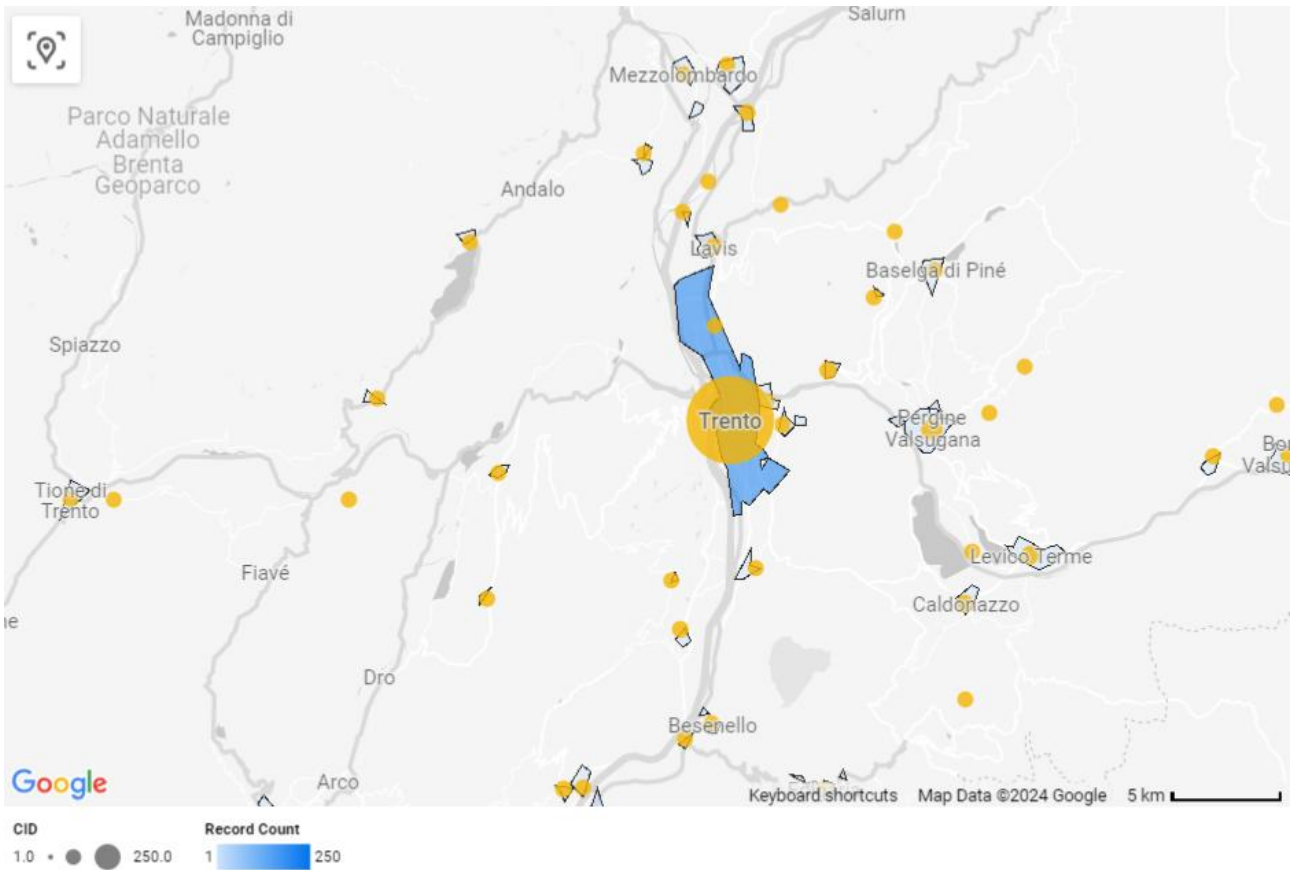 Madonna di
Campiglio
Salurn
Mezzolombardo
Parco Naturale
Adamello
Brenta
Geoparco
Andalo
Lavis
Baselga di Piné
Spiazzo
Trento
Pergine
Valsugana
Tione di
Trento
Levico Terme
Fiavé
Caldonazzo
Dro
Besenello
Arco
Google
Keyboard shortcuts
Map Data ©2024 Google
5 km
CID
1.0
250.0
Record Count
1
250